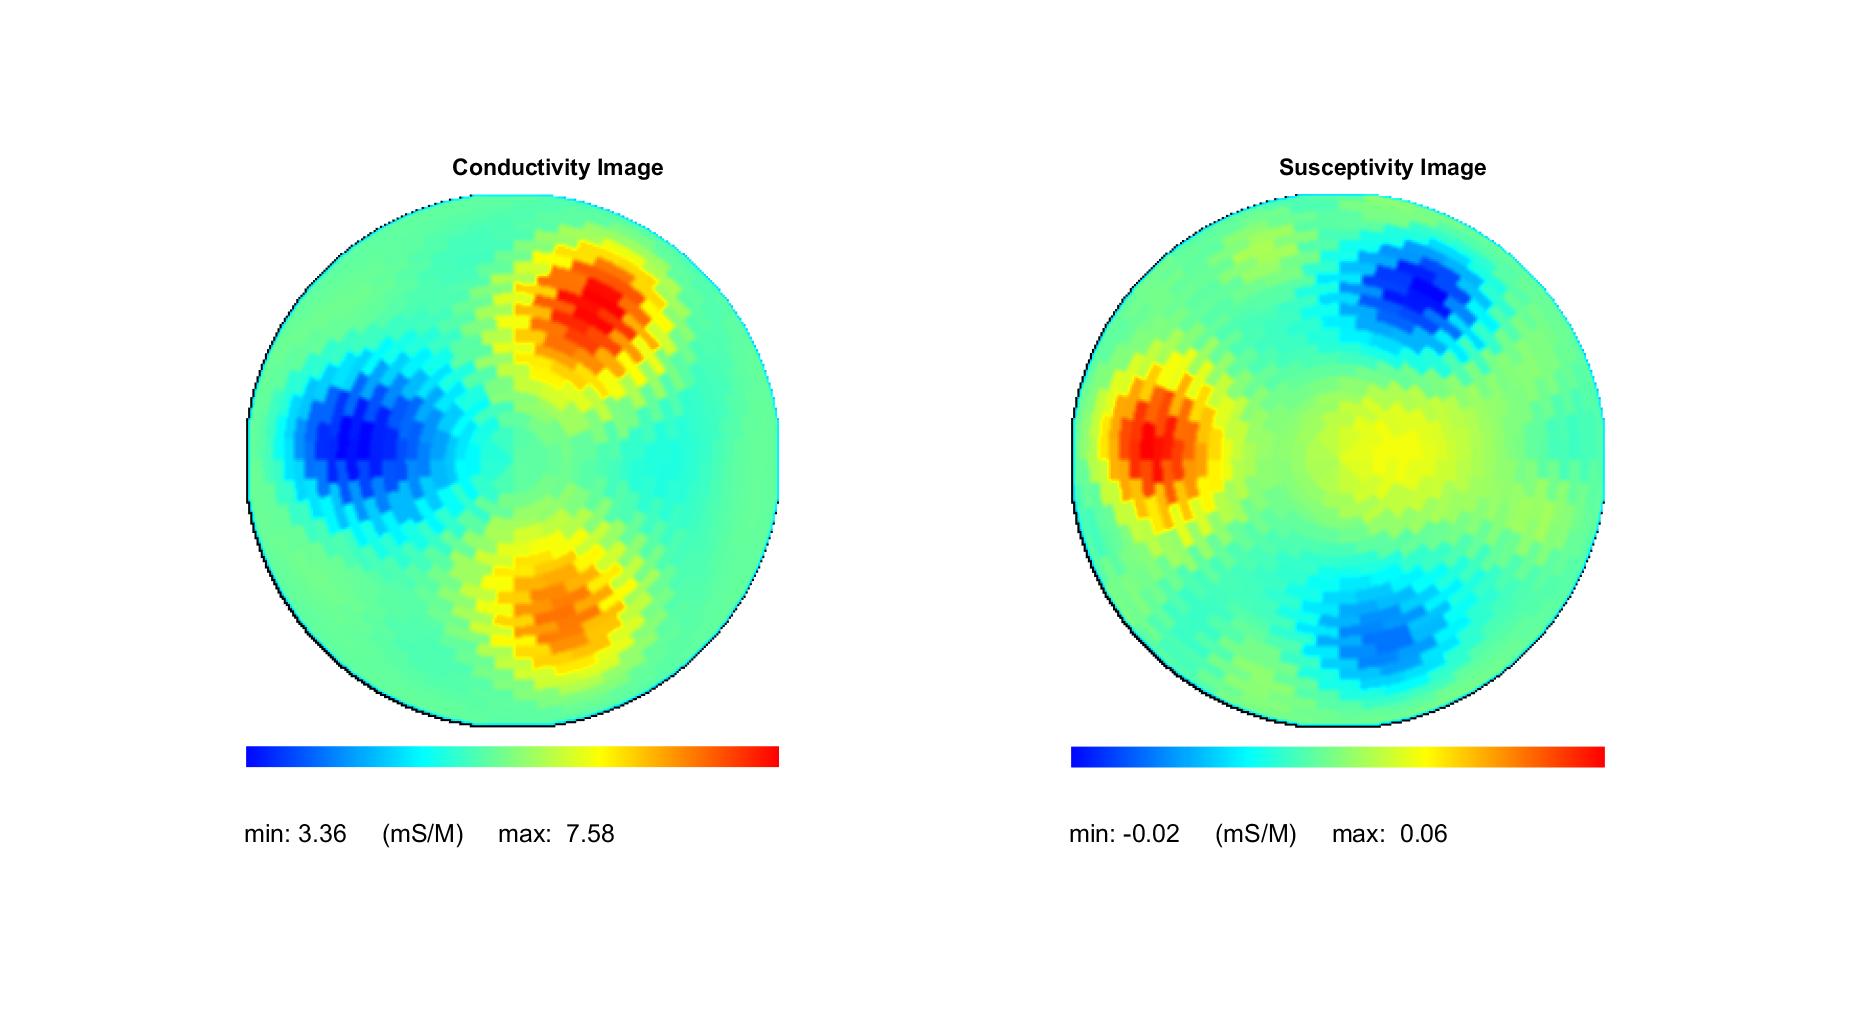 Conductivity Image
Susceptivity Image
min: 3.36 (mS/M) max: 7.58
min: -0.02 (mS/M) max: 0.06